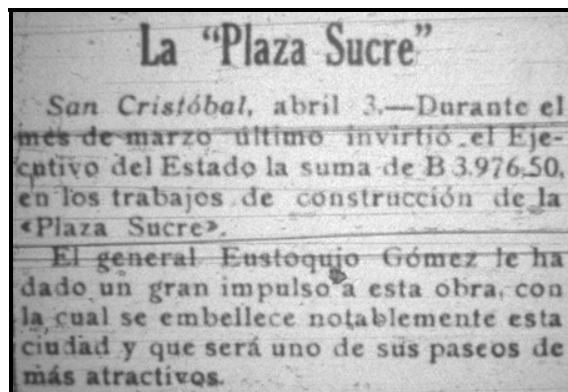 La “Plaza Sucre”
San Cristóbal, abril 3.—Durante el
mes de marzo último invirtió el Eje-
cutivo del Estado la suma de B 3.976,50,
en los trabajos de construcción de la
«Plaza Sucre».
El general Eustoquio Gómez le ha
dado un gran impulso a esta obra, con
la cual se embellece notablemente esta
ciudad y que será uno de sus paseos de
más atractivos.